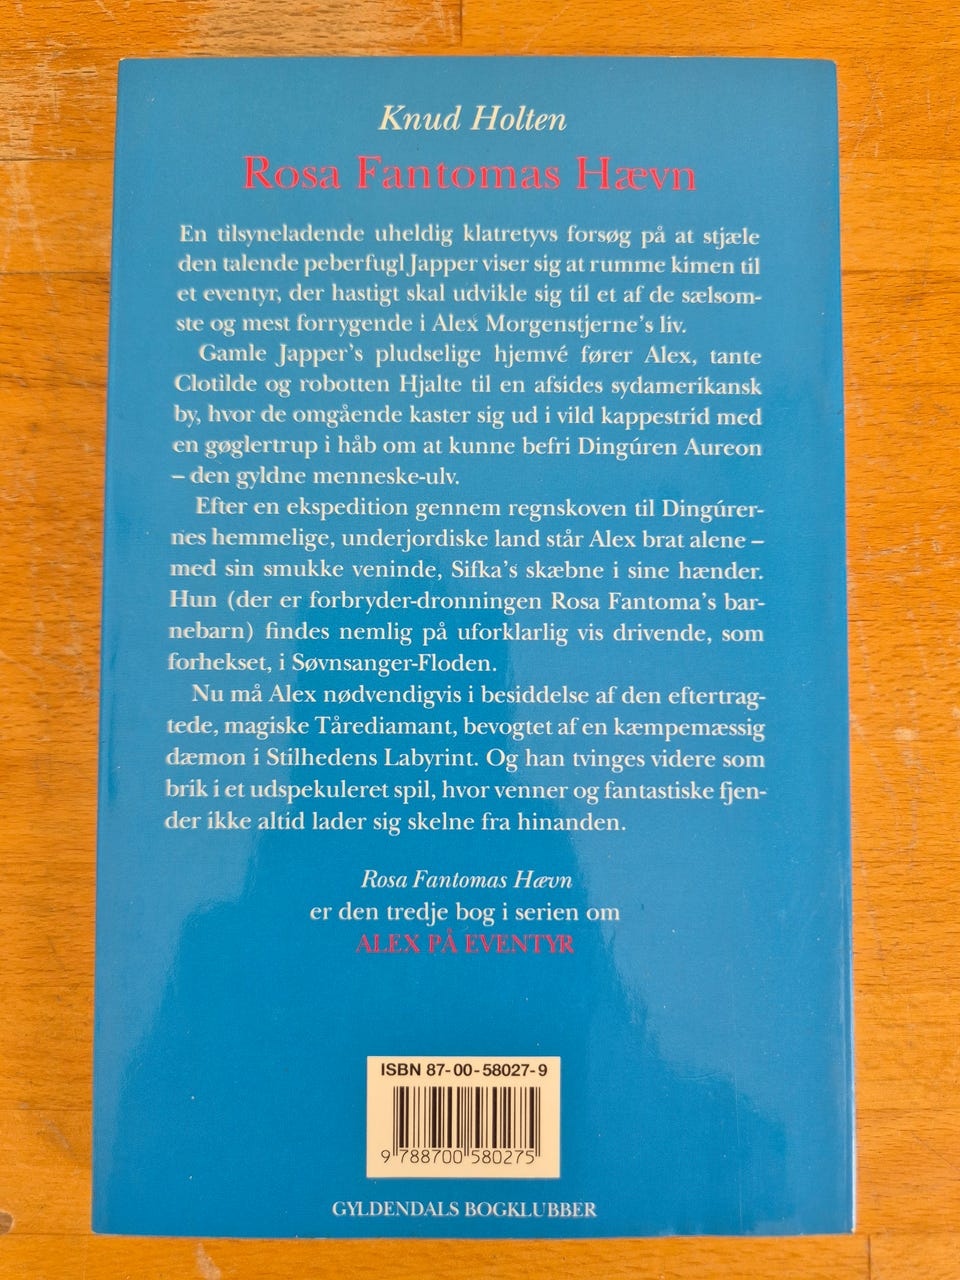 Knud Holten
Rosa Fantomas Hævn
En tilsyneladende uheldig klatretyvs forsøg på at stjæle
den talende peberfugl Japper viser sig at rumme kimen til
et eventyr, der hastigt skal udvikle sig til et af de sælsom-
ste og mest forrygende i Alex Morgenstjerne's liv.
Gamle Japper's pludselige hjemvé fører Alex, tante
Clotilde og robotten Hjalte til en afsides sydamerikansk
by, hvor de omgående kaster sig ud i vild kappestrid med
en gøglertrup i håb om at kunne befri Dingúren Aureon
– den gyldne menneske-ulv.
Efter en ekspedition gennem regnskoven til Dingúrer-
nes hemmelige, underjordiske land står Alex brat alene –
med sin smukke veninde, Sifka's skæbne i sine hænder.
Hun (der er forbryder-dronningen Rosa Fantoma's bar-
nebarn) findes nemlig på uforklarlig vis drivende, som
forhekset, i Søvnsanger-Floden.
Nu må Alex nødvendigvis i besiddelse af den eftertrag-
tede, magiske Tårediamant, bevogtet af en kæmpemæssig
dæmon i Stilhedens Labyrint. Og han tvinges videre som
brik i et udspekuleret spil, hvor venner og fantastiske fjen-
der ikke altid lader sig skelne fra hinanden.
Rosa Fantomas Hævn
er den tredje bog i serien om
ALEX PÅ EVENTYR
ISBN 87-00-58027-9
9 788700 580275
GYLDENDALS BOGKLUBBER